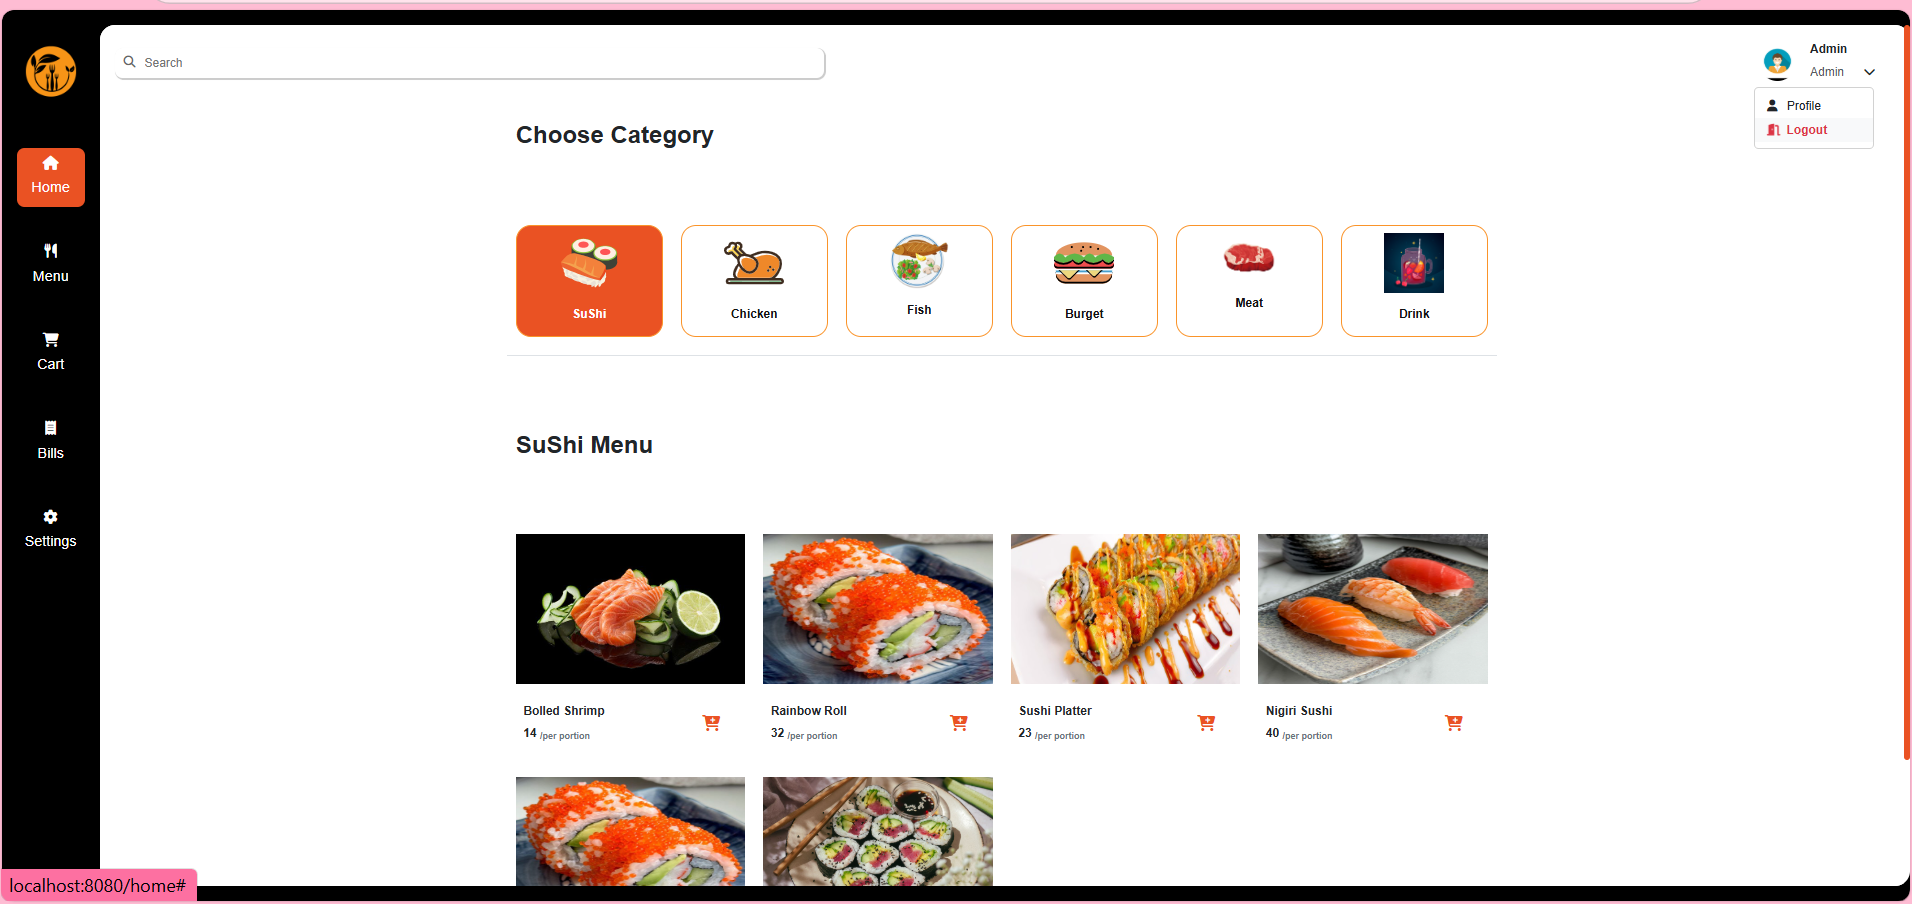 Search
Admin
Admin
Profile
Logout
Home
Menu
Cart
Bills
Settings
Choose Category
SuShi
Chicken
Fish
Burget
Meat
Drink
SuShi Menu
Bolled Shrimp
14 /per portion
Rainbow Roll
32 /per portion
Sushi Platter
23 /per portion
Nigiri Sushi
40 /per portion
localhost:8080/home#